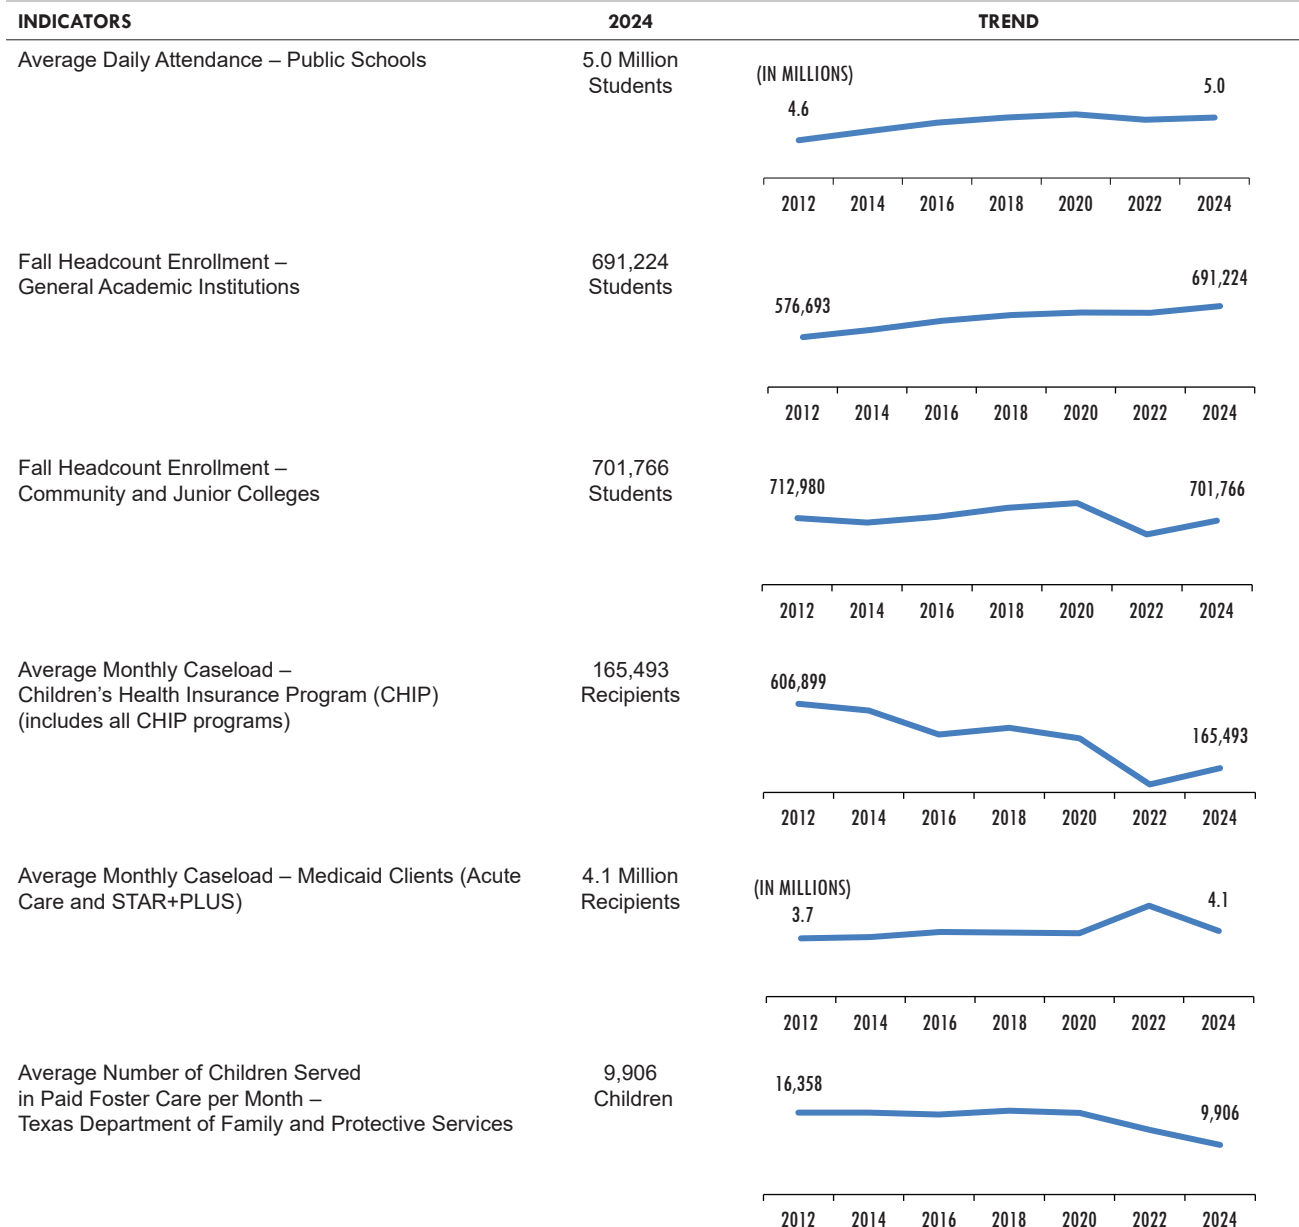 INDICATORS 2024 TREND
Average Daily Attendance – Public Schools
5.0 Million
Students
(IN MILLIONS)
4.6
5.0
2012 2014 2016 2018 2020 2022 2024
Fall Headcount Enrollment –
General Academic Institutions
691,224
Students
576,693
691,224
2012 2014 2016 2018 2020 2022 2024
Fall Headcount Enrollment –
Community and Junior Colleges
701,766
Students
712,980
701,766
2012 2014 2016 2018 2020 2022 2024
Average Monthly Caseload –
Children’s Health Insurance Program (CHIP)
(includes all CHIP programs)
165,493
Recipients
606,899
165,493
2012 2014 2016 2018 2020 2022 2024
Average Monthly Caseload – Medicaid Clients (Acute
Care and STAR+PLUS)
4.1 Million
Recipients
(IN MILLIONS)
3.7
4.1
2012 2014 2016 2018 2020 2022 2024
Average Number of Children Served
in Paid Foster Care per Month –
Texas Department of Family and Protective Services
9,906
Children
16,358
9,906
2012 2014 2016 2018 2020 2022 2024